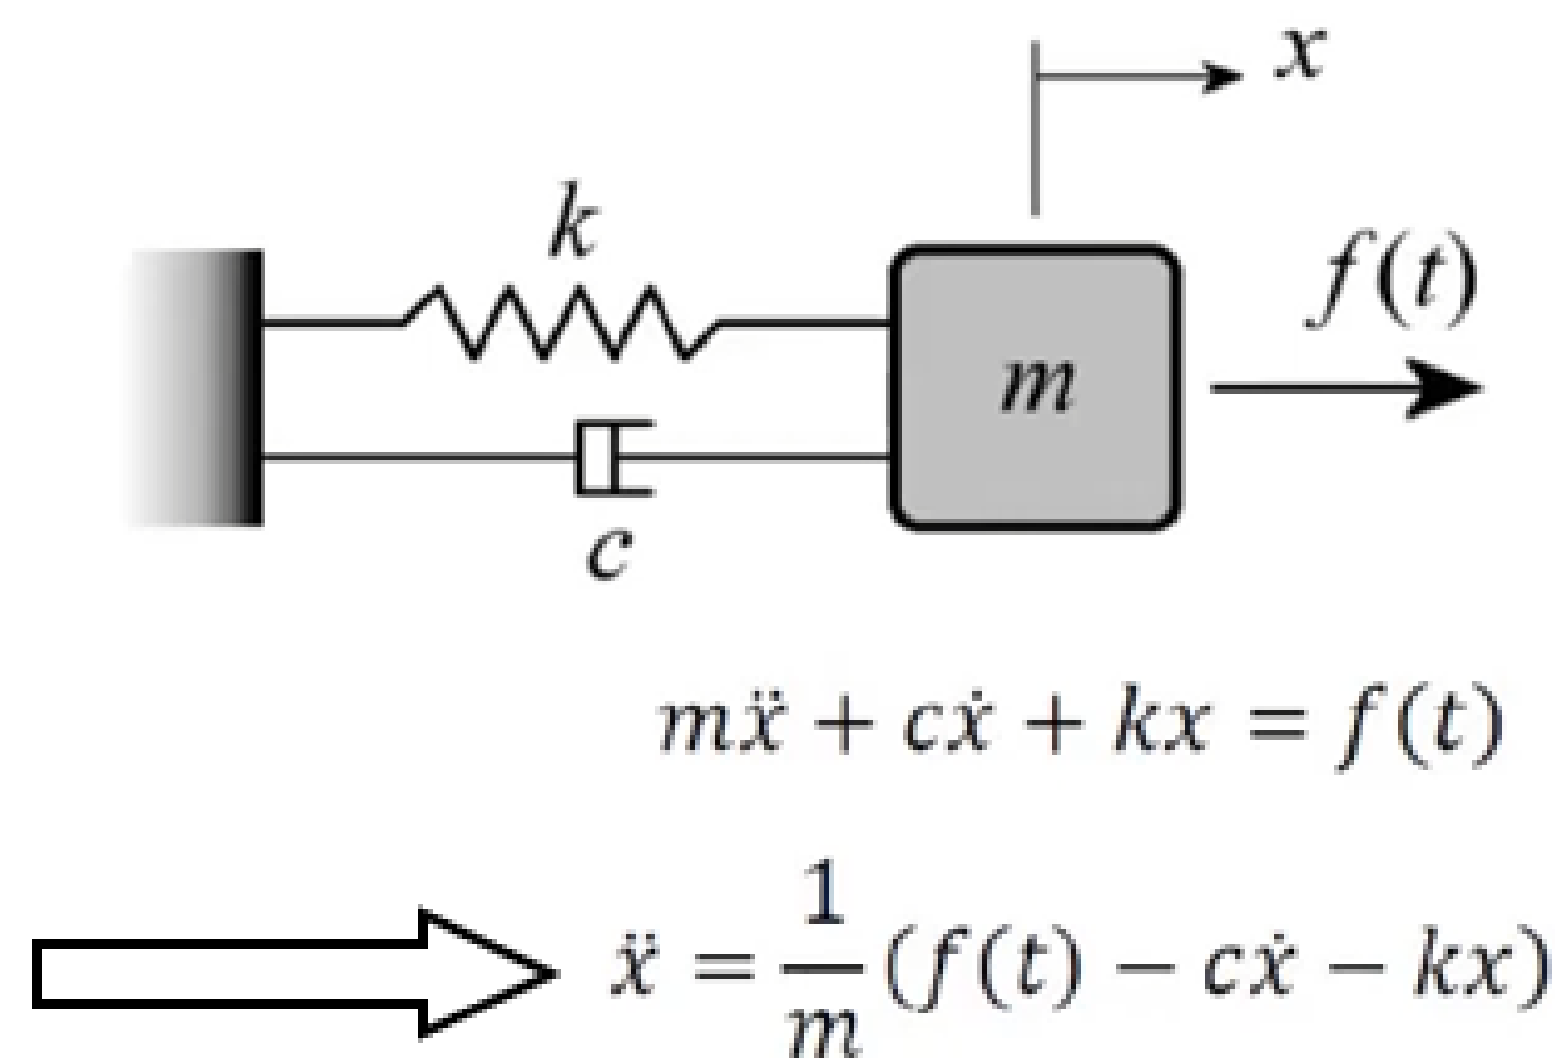 x
k
f(t)
m
c
mẍ + cẋ + kx = f(t)
ẍ = 1/m (f(t) − cẋ − kx)